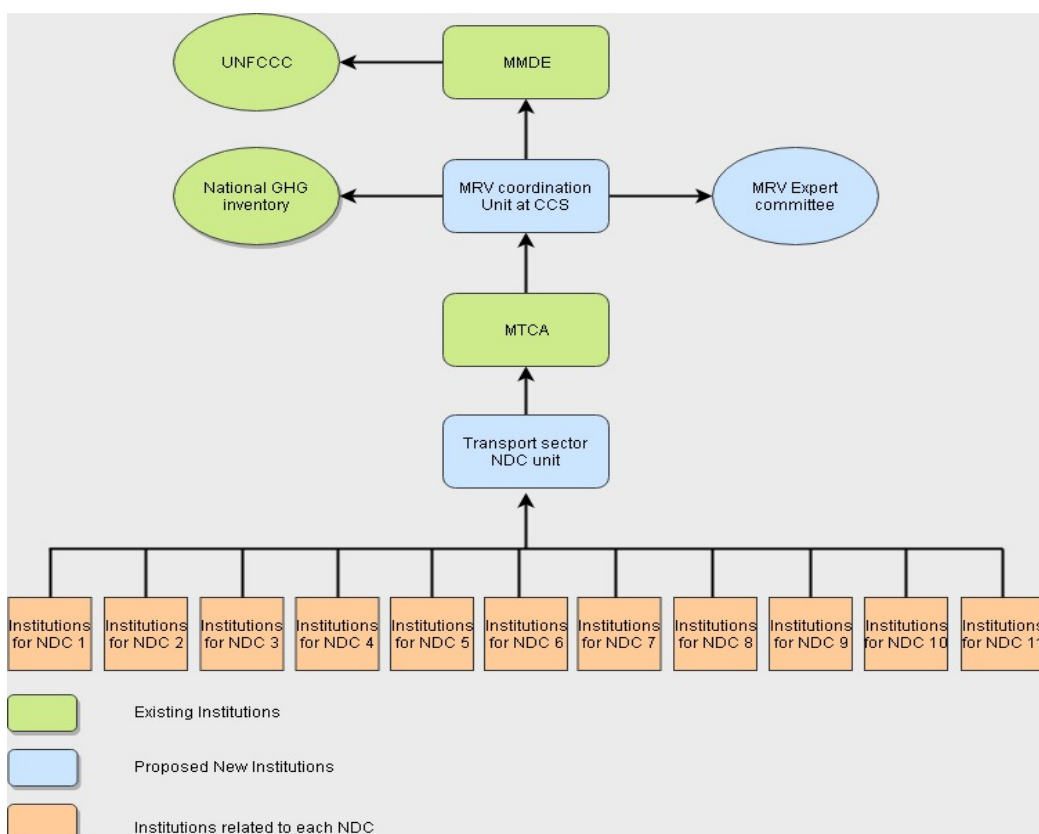 UNFCCC
MMDE
National GHG
inventory
MRV coordination
Unit at CCS
MRV Expert
committee
MTCA
Transport sector
NDC unit
Institutions
for NDC 1
Institutions
for NDC 2
Institutions
for NDC 3
Institutions
for NDC 4
Institutions
for NDC 5
Institutions
for NDC 6
Institutions
for NDC 7
Institutions
for NDC 8
Institutions
for NDC 9
Institutions
for NDC 10
Institutions
for NDC 11
Existing Institutions
Proposed New Institutions
Institutions related to each NDC